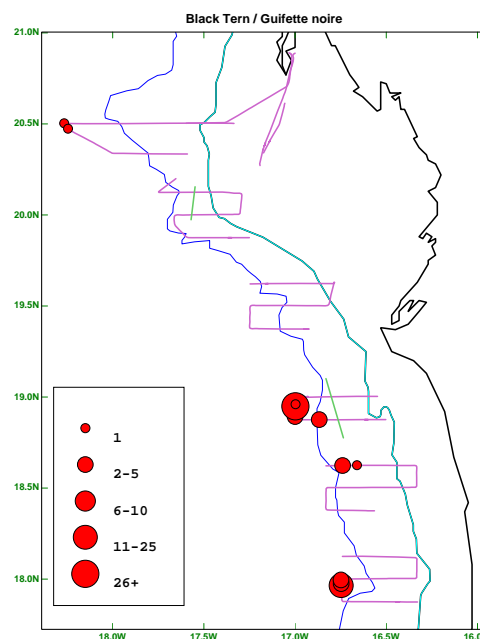 Black Tern / Guifette noire
21.0N
20.5N
20.0N
19.5N
19.0N
18.5N
18.0N
1
2-5
6-10
11-25
26+
18.0W 17.5W 17.0W 16.5W 16.0W